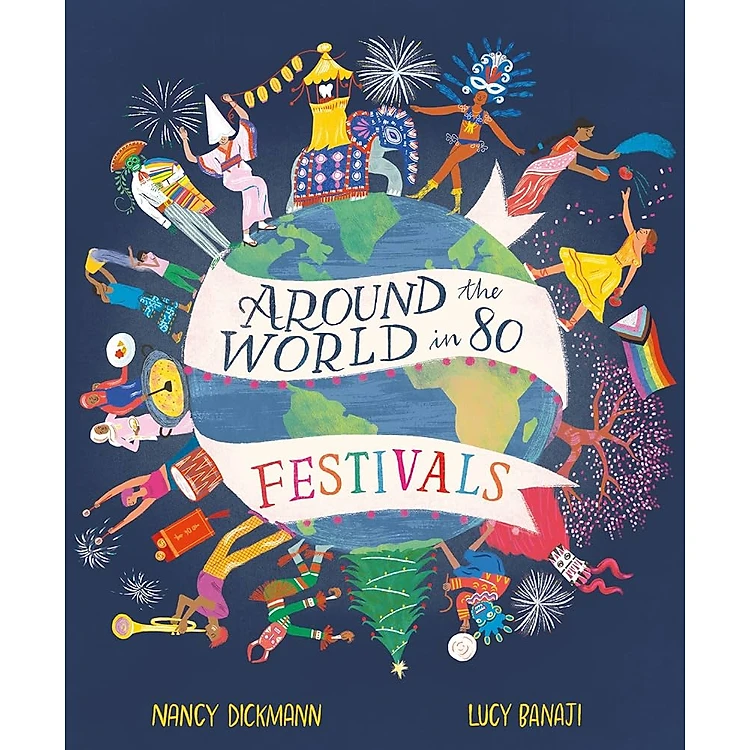 AROUND the
WORLD in 80
FESTIVALS
NANCY DICKMANN
LUCY BANAJI